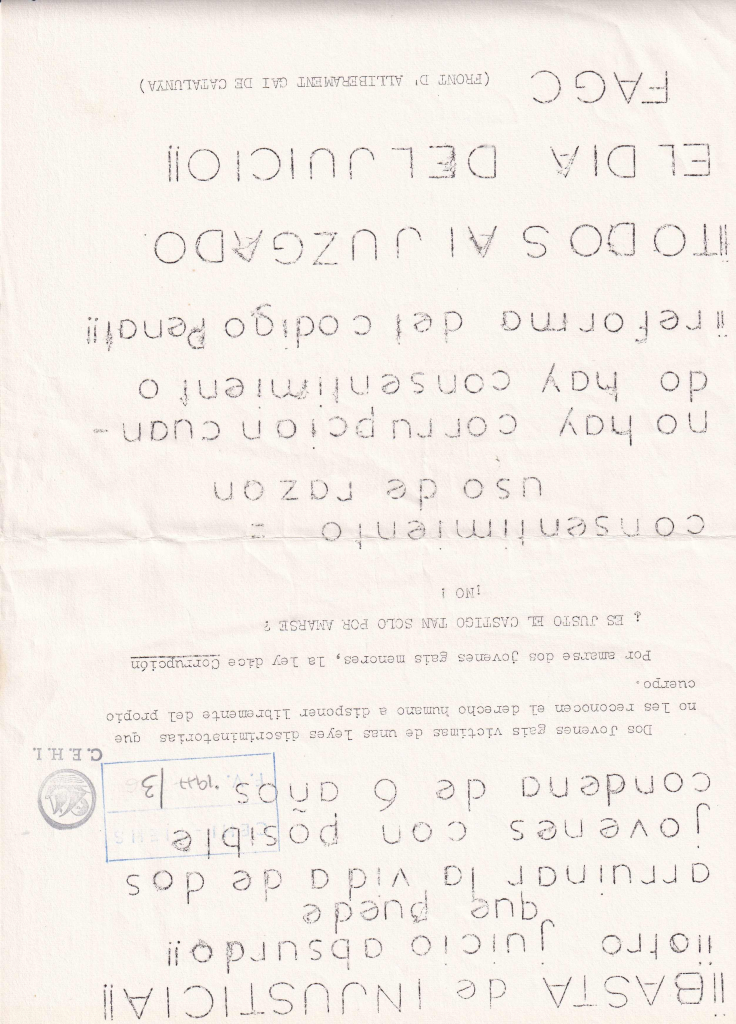 ¡¡BASTA de INJUSTICIA!!
¡¡otro juicio absurdo!!
que puede
arruinar la vida de dos
jovenes con posible
condena de 6 años
C.E.H.I.
Dos Jovenes gais victimas de unas leyes discriminatorias que
no les reconocen el derecho humano a disponer libremente del propio
cuerpo.
Por amarse dos jovenes gais menores, la ley dice Corrupción
¿ ES JUSTO EL CASTIGO TAN SOLO POR AMARSE ?
¡NO !
consentimiento =
uso de razon
no hay corrupcion cuan-
do hay consentimiento
¡¡reforma del codigo Penal!!
¡¡TODOS Al JUZGADO
EL DIA DEL JUICIO!!
FAGC (FRONT D' ALLIBERAMENT GAI DE CATALUNYA)